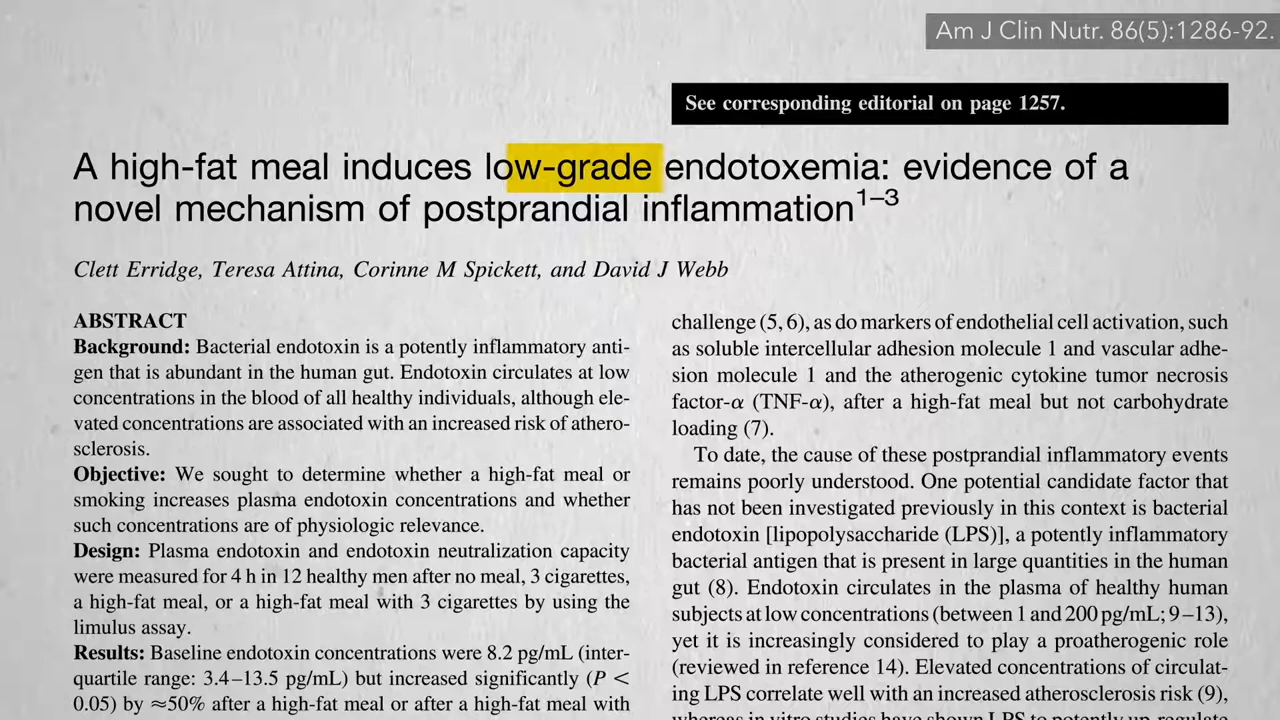 Am J Clin Nutr. 86(5):1286-92.
See corresponding editorial on page 1257.
A high-fat meal induces low-grade endotoxemia: evidence of a
novel mechanism of postprandial inflammation1–3
Clett Erridge, Teresa Attina, Corinne M Spickett, and David J Webb
ABSTRACT
Background: Bacterial endotoxin is a potently inflammatory anti-
gen that is abundant in the human gut. Endotoxin circulates at low
concentrations in the blood of all healthy individuals, although ele-
vated concentrations are associated with an increased risk of athero-
sclerosis.
Objective: We sought to determine whether a high-fat meal or
smoking increases plasma endotoxin concentrations and whether
such concentrations are of physiologic relevance.
Design: Plasma endotoxin and endotoxin neutralization capacity
were measured for 4 h in 12 healthy men after no meal, 3 cigarettes,
a high-fat meal, or a high-fat meal with 3 cigarettes by using the
limulus assay.
Results: Baseline endotoxin concentrations were 8.2 pg/mL (inter-
quartile range: 3.4–13.5 pg/mL) but increased significantly (P <
0.05) by ≈50% after a high-fat meal or after a high-fat meal with
challenge (5, 6), as do markers of endothelial cell activation, such
as soluble intercellular adhesion molecule 1 and vascular adhe-
sion molecule 1 and the atherogenic cytokine tumor necrosis
factor-α (TNF-α), after a high-fat meal but not carbohydrate
loading (7).
To date, the cause of these postprandial inflammatory events
remains poorly understood. One potential candidate factor that
has not been investigated previously in this context is bacterial
endotoxin [lipopolysaccharide (LPS)], a potently inflammatory
bacterial antigen that is present in large quantities in the human
gut (8). Endotoxin circulates in the plasma of healthy human
subjects at low concentrations (between 1 and 200 pg/mL; 9–13),
yet it is increasingly considered to play a proatherogenic role
(reviewed in reference 14). Elevated concentrations of circulat-
ing LPS correlate well with an increased atherosclerosis risk (9),
whereas in vitro studies have shown LPS to potently up-regulate